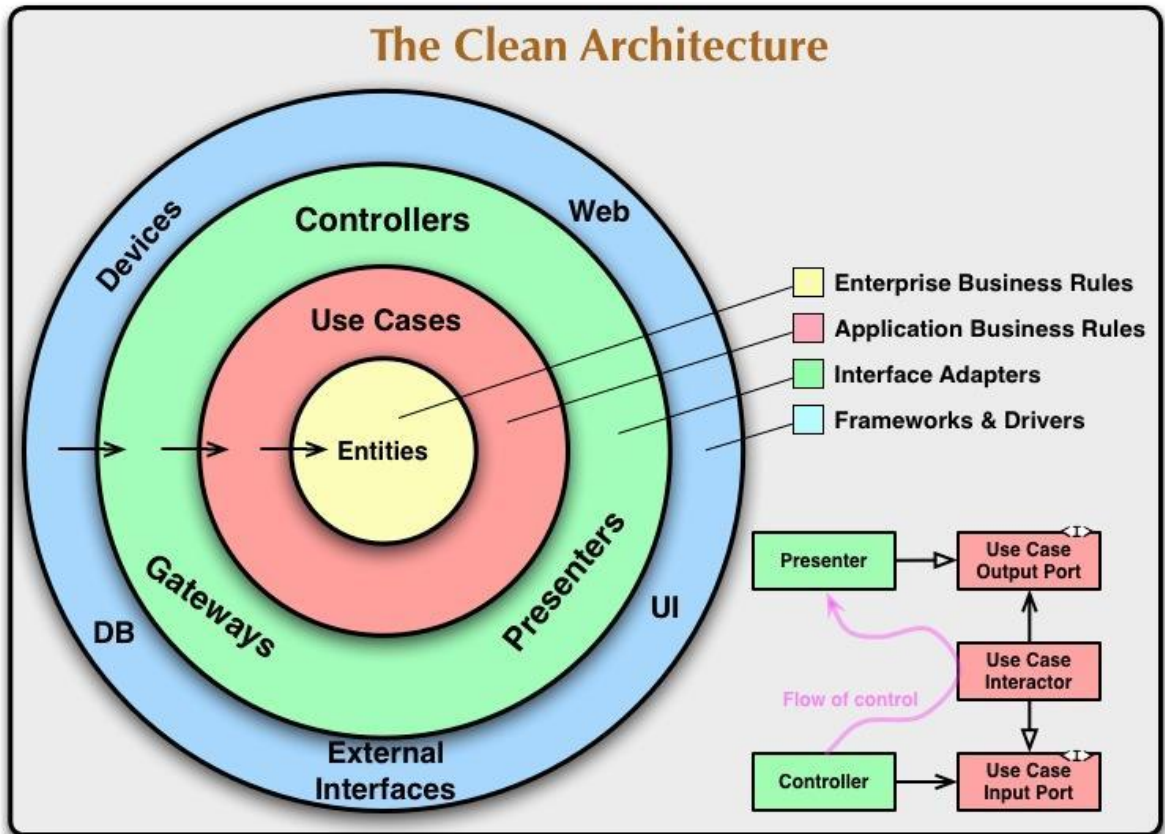 The Clean Architecture
Devices
Controllers
Web
Use Cases
Entities
Gateways
Presenters
DB
UI
External
Interfaces
Enterprise Business Rules
Application Business Rules
Interface Adapters
Frameworks & Drivers
Presenter
<I>
Use Case
Output Port
Use Case
Interactor
Flow of control
Controller
<I>
Use Case
Input Port